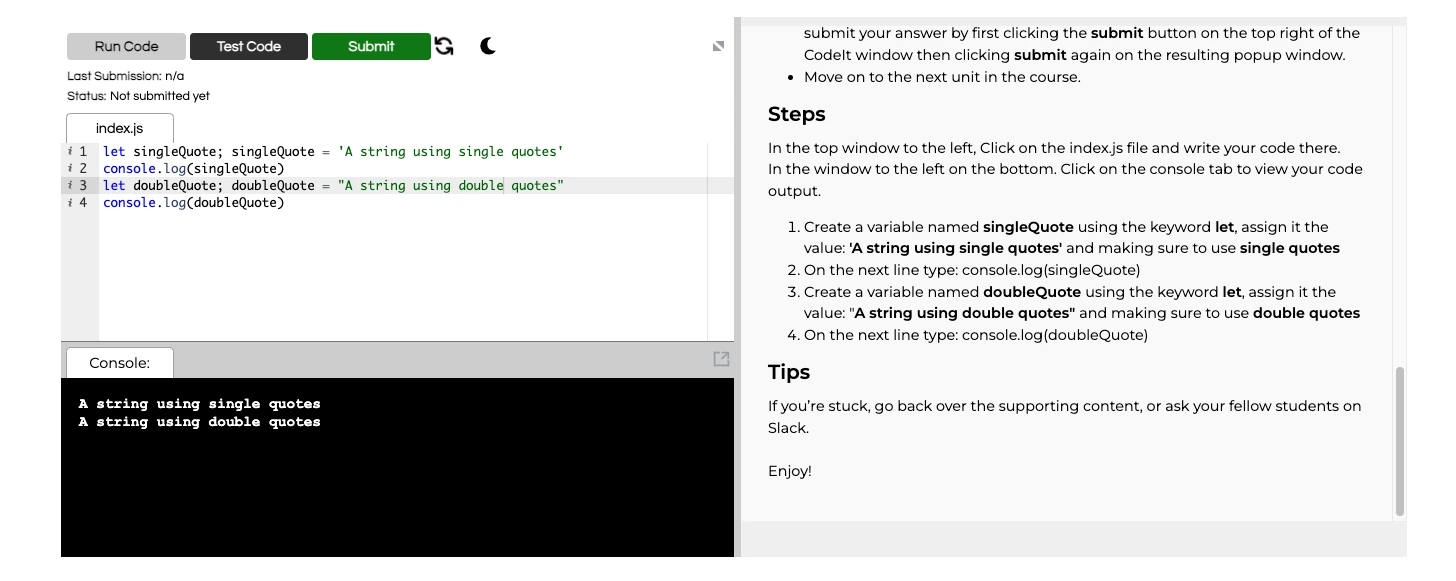 Run Code
Test Code
Submit
Last Submission: n/a
Status: Not submitted yet
index.js
i 1 let singleQuote; singleQuote = 'A string using single quotes'
i 2 console.log(singleQuote)
i 3 let doubleQuote; doubleQuote = "A string using double quotes"
i 4 console.log(doubleQuote)
Console:
A string using single quotes
A string using double quotes
submit your answer by first clicking the submit button on the top right of the
CodeIt window then clicking submit again on the resulting popup window.
• Move on to the next unit in the course.
Steps
In the top window to the left, Click on the index.js file and write your code there.
In the window to the left on the bottom. Click on the console tab to view your code
output.
1. Create a variable named singleQuote using the keyword let, assign it the
value: 'A string using single quotes' and making sure to use single quotes
2. On the next line type: console.log(singleQuote)
3. Create a variable named doubleQuote using the keyword let, assign it the
value: "A string using double quotes" and making sure to use double quotes
4. On the next line type: console.log(doubleQuote)
Tips
If you’re stuck, go back over the supporting content, or ask your fellow students on
Slack.
Enjoy!